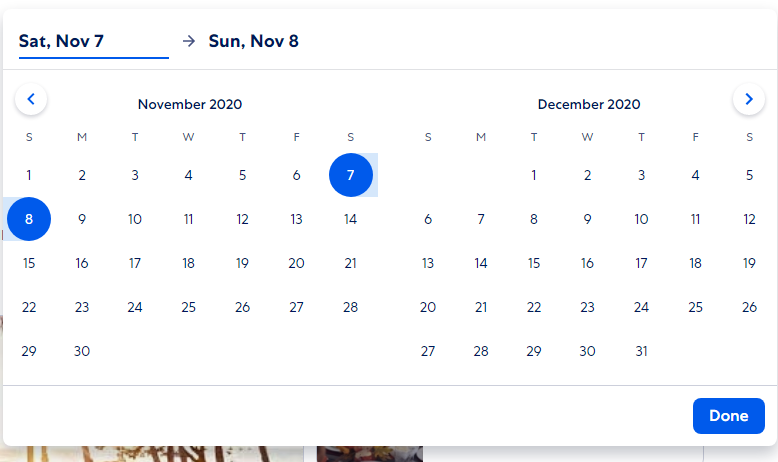 Sat, Nov 7 → Sun, Nov 8
November 2020
S M T W T F S
1 2 3 4 5 6 7
8 9 10 11 12 13 14
15 16 17 18 19 20 21
22 23 24 25 26 27 28
29 30
December 2020
S M T W T F S
1 2 3 4 5
6 7 8 9 10 11 12
13 14 15 16 17 18 19
20 21 22 23 24 25 26
27 28 29 30 31
Done